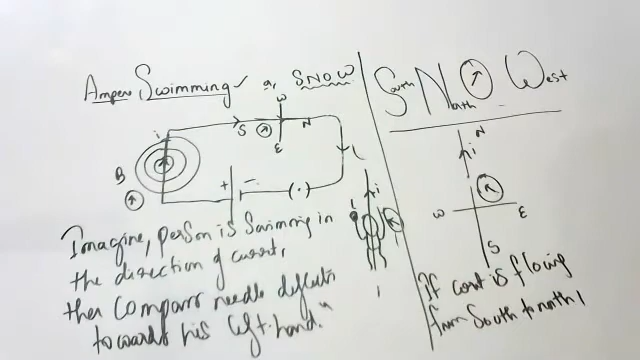 Ampere Swimming a, SNOW
South North O West
W
i S N
E
B
+ -
i
L
Imagine, person is Swimming in
the direction of current,
then Compass needle deflects
towards his left-hand."
N
i
W E
S
If current is flowing
from South to north,